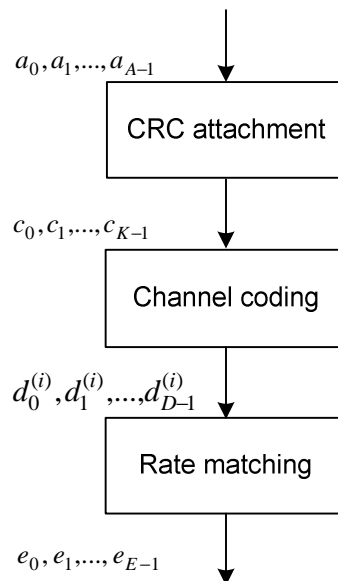 a_0, a_1,..., a_{A-1}
CRC attachment
c_0, c_1,..., c_{K-1}
Channel coding
d_0^{(i)}, d_1^{(i)},..., d_{D-1}^{(i)}
Rate matching
e_0, e_1,..., e_{E-1}